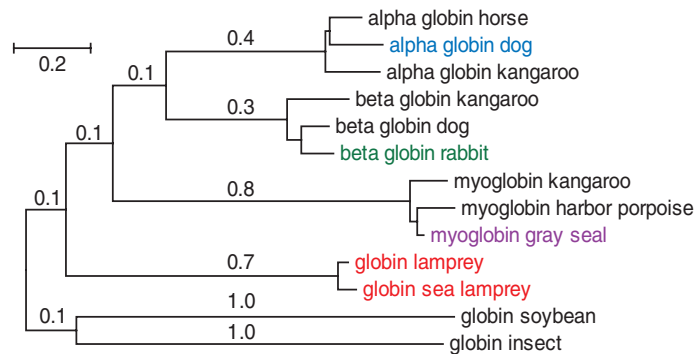 alpha globin horse
0.4
alpha globin dog
0.2
0.1
alpha globin kangaroo
beta globin kangaroo
0.3
0.1
beta globin dog
beta globin rabbit
myoglobin kangaroo
0.8
0.1
myoglobin harbor porpoise
myoglobin gray seal
0.7
globin lamprey
globin sea lamprey
1.0
0.1
globin soybean
1.0
globin insect